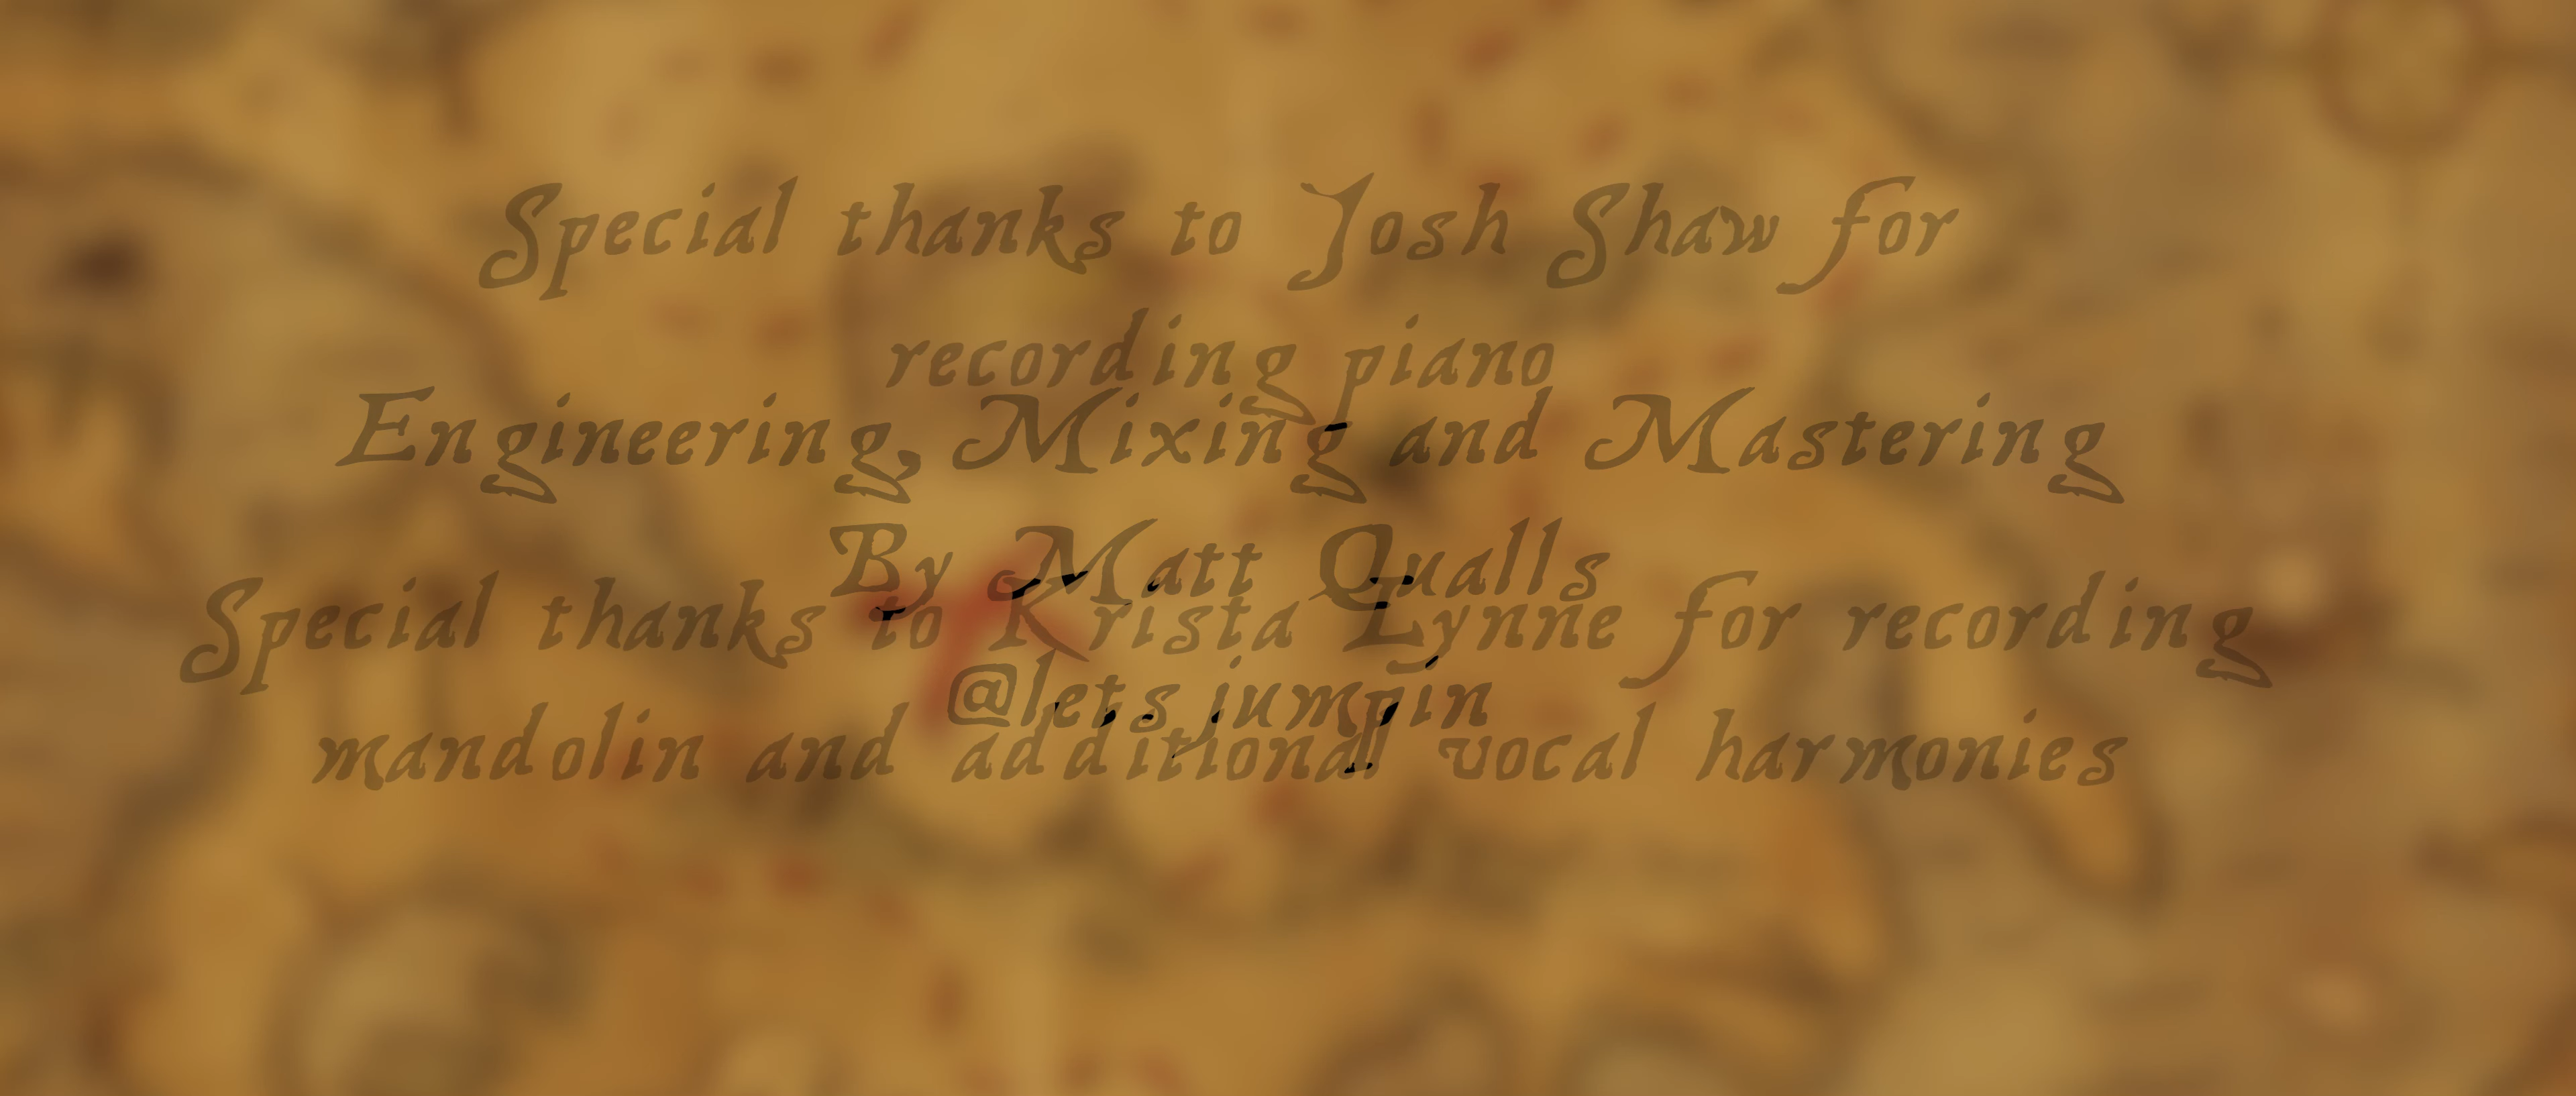 Special thanks to Josh Shaw for
recording piano
Engineering, Mixing and Mastering
By Matt Qualls
Special thanks to Krista Lynne for recording
@letsjumpin
mandolin and additional vocal harmonies